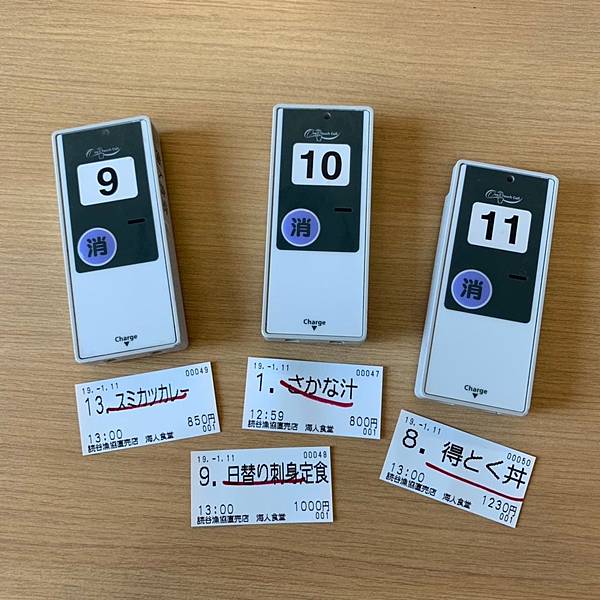 9
消
Charge
10
消
Charge
11
消
Charge
19.-1.11 00049
13. スミカツカレー
13:00 850円
読谷漁協直売店 海人食堂 001
19.-1.11 00047
1. さかな汁
12:59 800円
読谷漁協直売店 海人食堂 001
19.-1.11 00048
9. 日替り刺身定食
13:00 1000円
読谷漁協直売店 海人食堂 001
19.-1.11 00050
8. 得とく丼
13:00 1230円
読谷漁協直売店 海人食堂 001